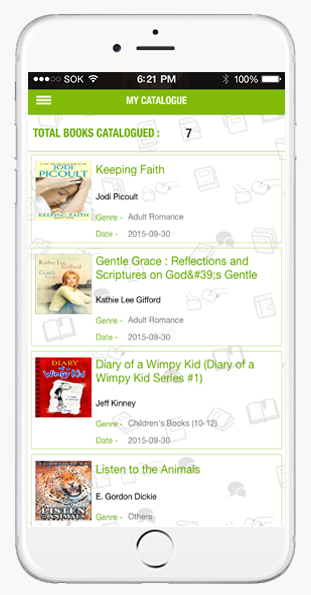 SOK 6:21 PM 100%
MY CATALOGUE
TOTAL BOOKS CATALOGUED : 7
JODI
PICOULT
KEEPING FAITH
Keeping Faith
Jodi Picoult
Genre - Adult Romance
Date - 2015-09-30
Kathie Lee
Gifford
Gentle
Grace
Gentle Grace : Reflections and
Scriptures on God&#39;s Gentle
Kathie Lee Gifford
Genre - Adult Romance
Date - 2015-09-30
DIARY
Wimpy Kid
Diary of a Wimpy Kid (Diary of a
Wimpy Kid Series #1)
Jeff Kinney
Genre - Children's Books (10-12)
Date - 2015-09-30
LISTEN
ANIMALS
Listen to the Animals
E. Gordon Dickie
Genre - Others